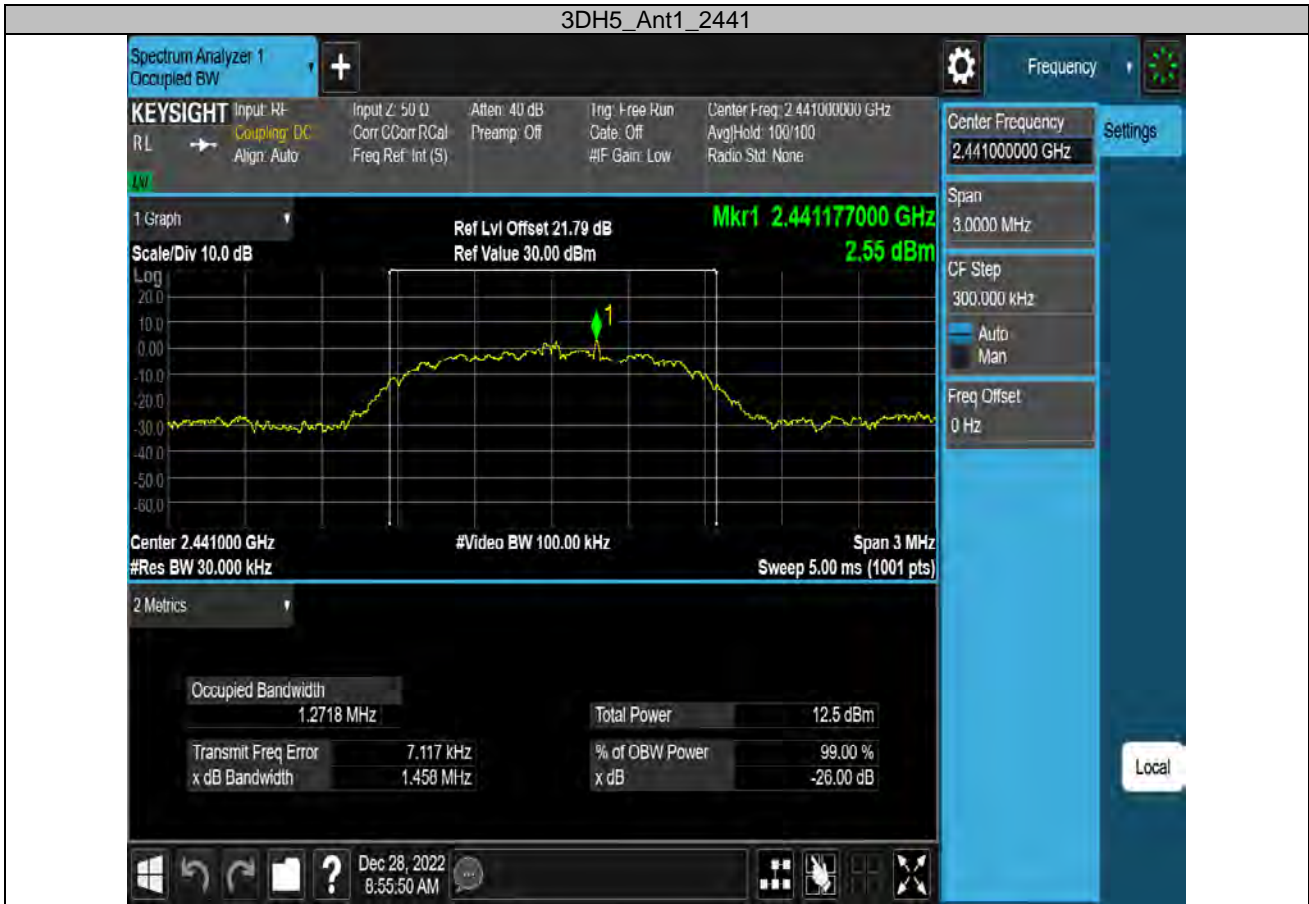 3DH5_Ant1_2441
Spectrum Analyzer 1
Occupied BW
+
Frequency
KEYSIGHT
RL
Input: RF
Coupling: DC
Align: Auto
Input Z: 50 Ω
Corr CCorr RCal
Freq Ref: Int (S)
Atten: 40 dB
Preamp: Off
Trig: Free Run
Gate: Off
#IF Gain: Low
Center Freq: 2.441000000 GHz
Avg|Hold: 100/100
Radio Std: None
Center Frequency
2.441000000 GHz
Settings
Span
3.0000 MHz
CF Step
300.000 kHz
Auto
Man
Freq Offset
0 Hz
Local
1 Graph
Scale/Div 10.0 dB
Ref Lvl Offset 21.79 dB
Ref Value 30.00 dBm
Mkr1 2.441177000 GHz
2.55 dBm
Log
20.0
10.0
0.00
-10.0
-20.0
-30.0
-40.0
-50.0
-60.0
1
Center 2.441000 GHz
#Res BW 30.000 kHz
#Video BW 100.00 kHz
Span 3 MHz
Sweep 5.00 ms (1001 pts)
2 Metrics
Occupied Bandwidth
1.2718 MHz
Total Power 12.5 dBm
Transmit Freq Error 7.117 kHz
% of OBW Power 99.00 %
x dB Bandwidth 1.458 MHz
x dB -26.00 dB
?
Dec 28, 2022
8:55:50 AM